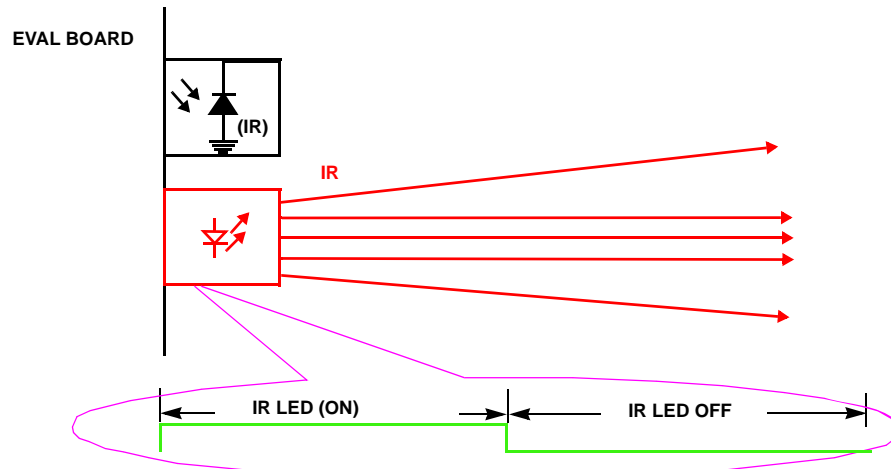 EVAL BOARD
(IR)
IR
IR LED (ON)
IR LED OFF